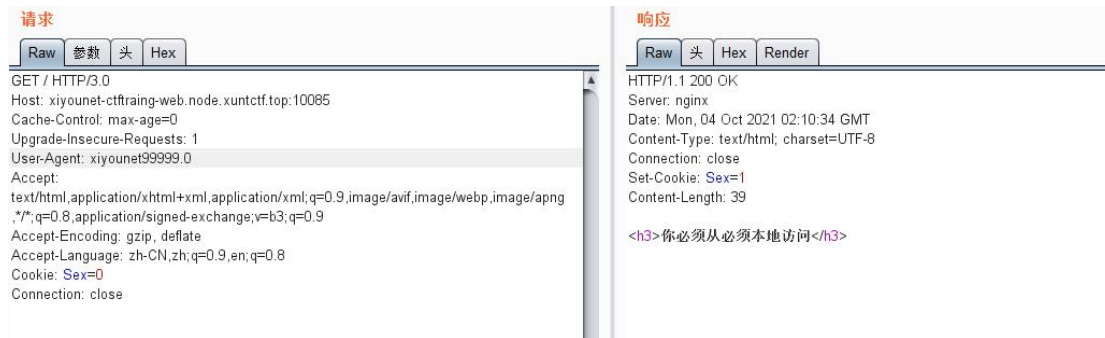 请求
Raw 参数 头 Hex
GET / HTTP/3.0
Host: xiyounet-ctftraing-web.node.xuntctf.top:10085
Cache-Control: max-age=0
Upgrade-Insecure-Requests: 1
User-Agent: xiyounet99999.0
Accept:
text/html,application/xhtml+xml,application/xml;q=0.9,image/avif,image/webp,image/apng
,*/*;q=0.8,application/signed-exchange;v=b3;q=0.9
Accept-Encoding: gzip, deflate
Accept-Language: zh-CN,zh;q=0.9,en;q=0.8
Cookie: Sex=0
Connection: close
响应
Raw 头 Hex Render
HTTP/1.1 200 OK
Server: nginx
Date: Mon, 04 Oct 2021 02:10:34 GMT
Content-Type: text/html; charset=UTF-8
Connection: close
Set-Cookie: Sex=1
Content-Length: 39
<h3>你必须从必须本地访问</h3>